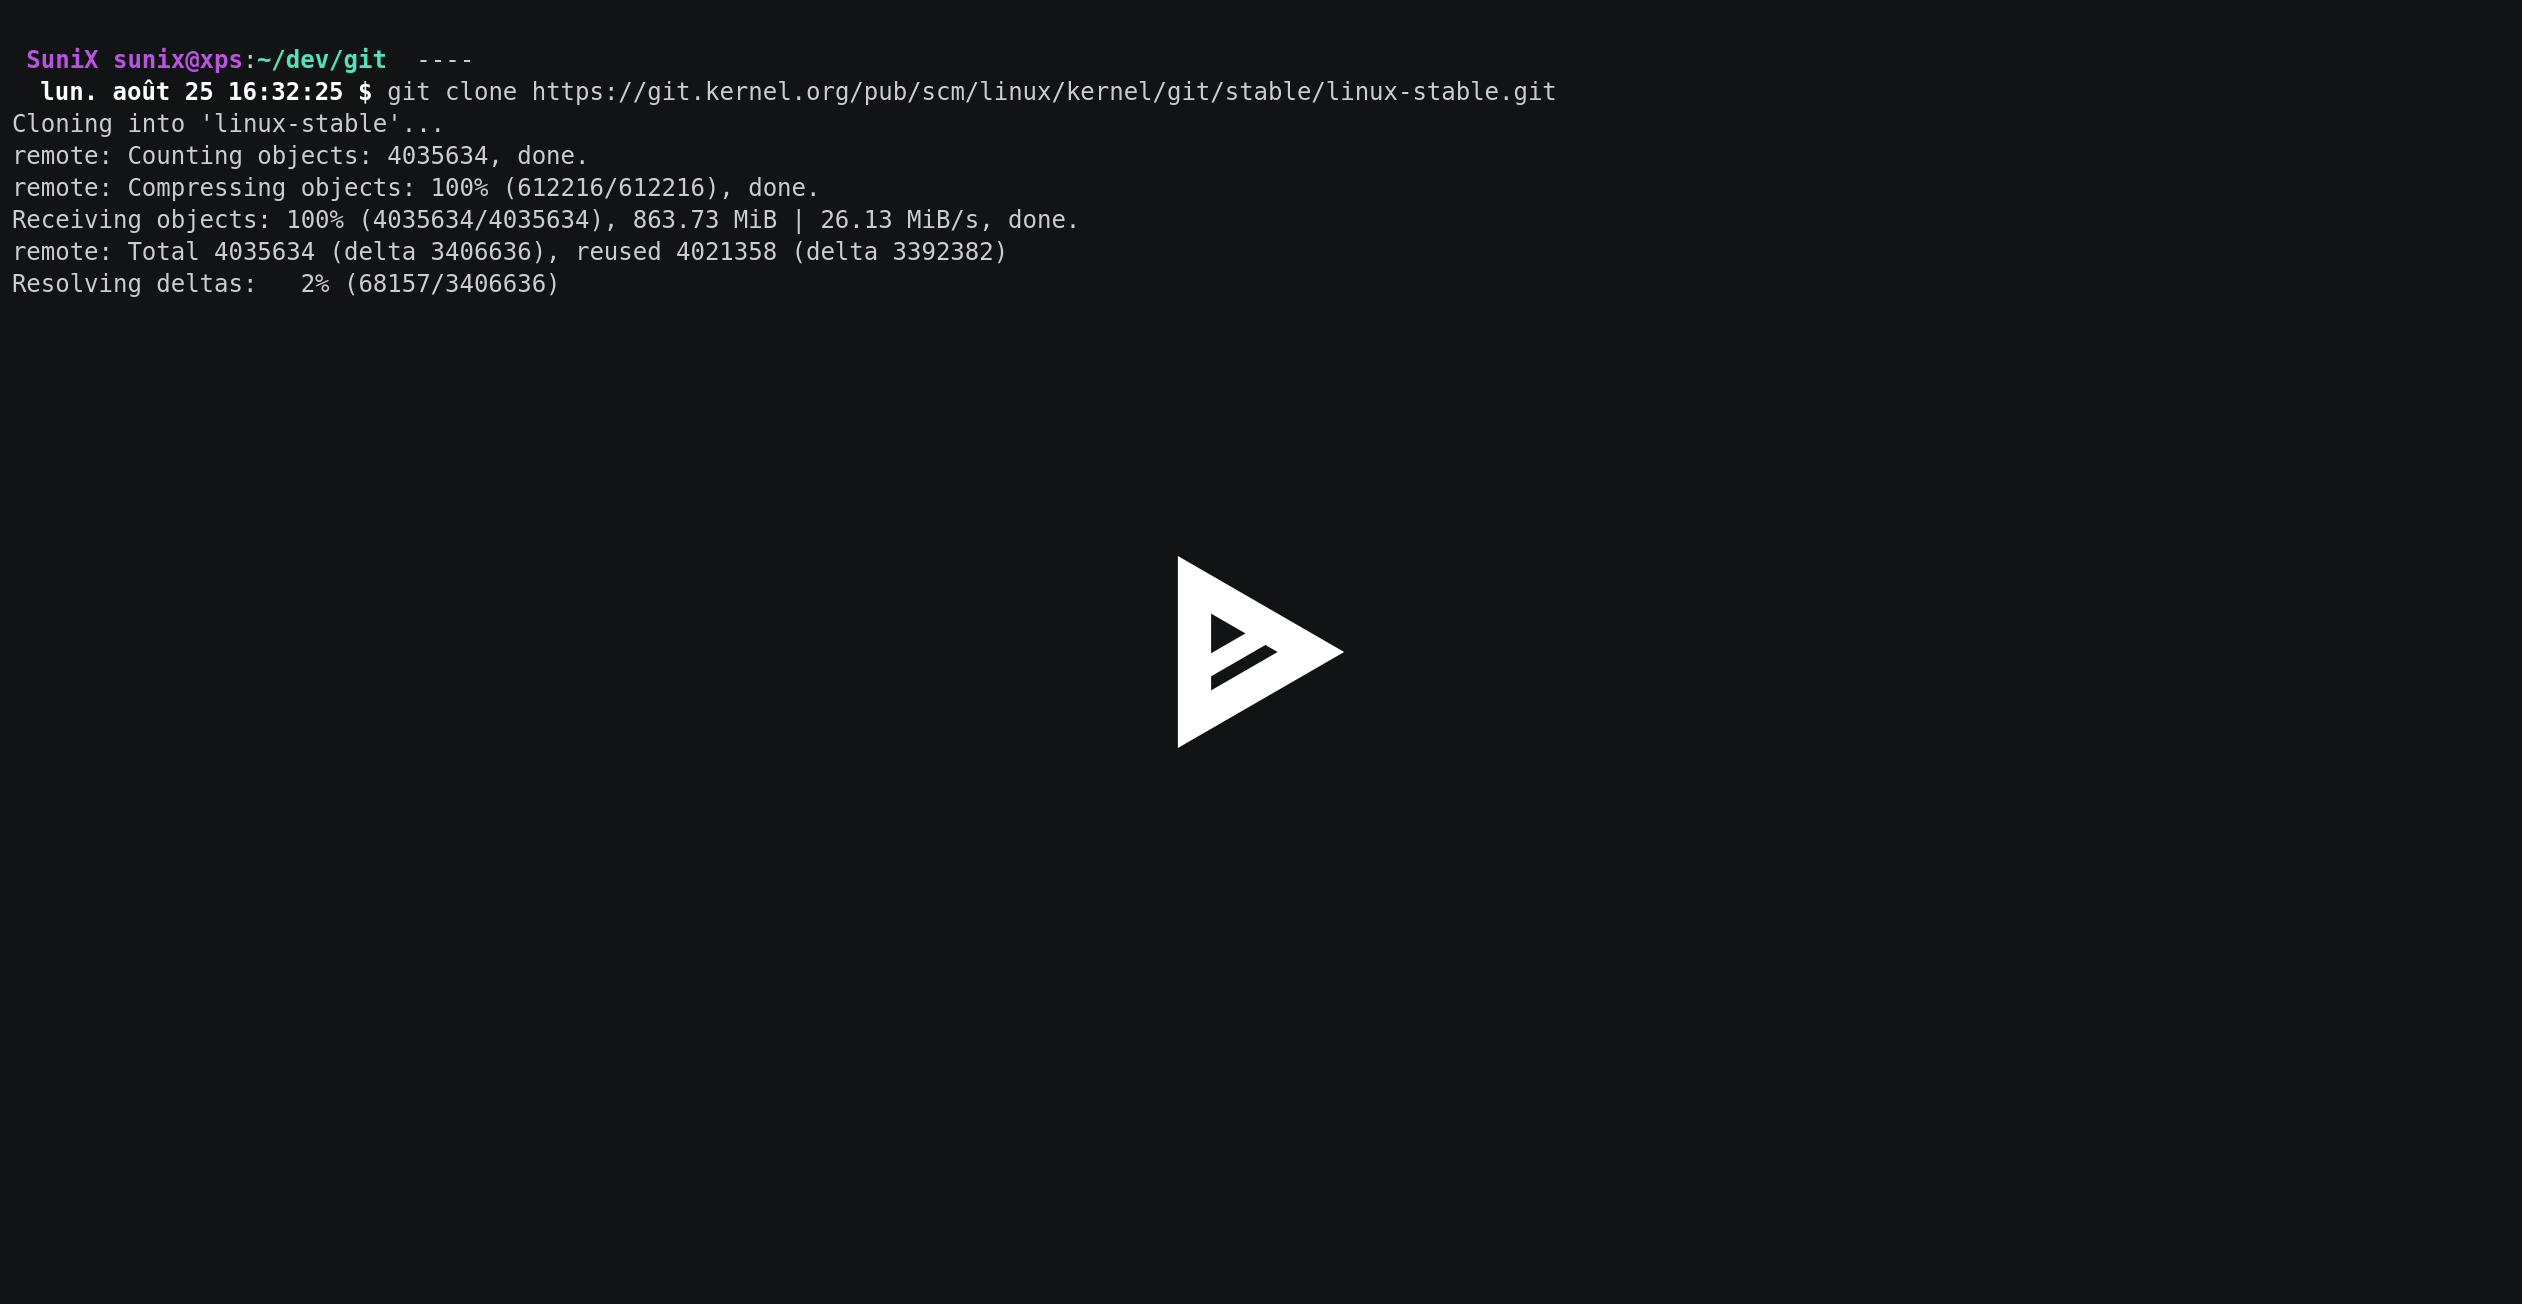 SuniX sunix@xps:~/dev/git  ----
lun. août 25 16:32:25 $ git clone https://git.kernel.org/pub/scm/linux/kernel/git/stable/linux-stable.git
Cloning into 'linux-stable'...
remote: Counting objects: 4035634, done.
remote: Compressing objects: 100% (612216/612216), done.
Receiving objects: 100% (4035634/4035634), 863.73 MiB | 26.13 MiB/s, done.
remote: Total 4035634 (delta 3406636), reused 4021358 (delta 3392382)
Resolving deltas:   2% (68157/3406636)